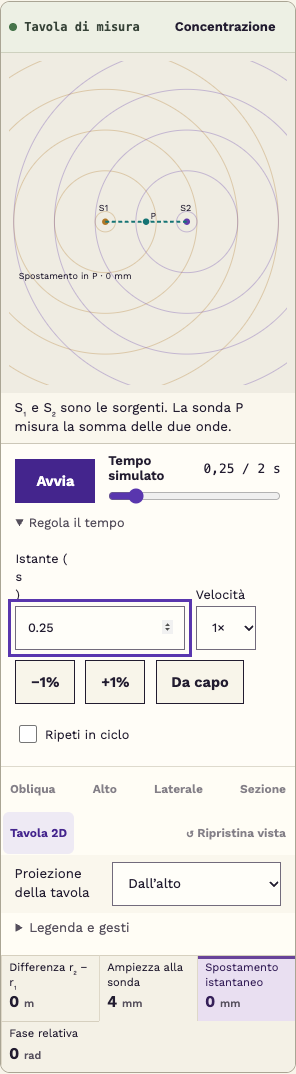 Tavola di misura Concentrazione
S1 S2
P
Spostamento in P · 0 mm
S₁ e S₂ sono le sorgenti. La sonda P
misura la somma delle due onde.
Avvia
Tempo
simulato
0,25 / 2 s
▼ Regola il tempo
Istante (
s
)
Velocità
0.25
1×
−1% +1% Da capo
Ripeti in ciclo
Obliqua Alto Laterale Sezione
Tavola 2D ↺ Ripristina vista
Proiezione
della tavola
Dall’alto
▶ Legenda e gesti
Differenza r₂ −
r₁
0 m
Ampiezza alla
sonda
4 mm
Spostamento
istantaneo
0 mm
Fase relativa
0 rad